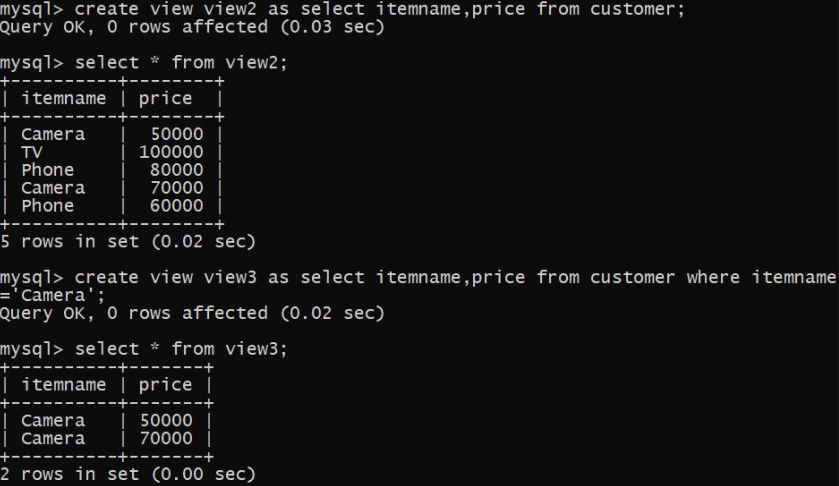 mysql> create view view2 as select itemname,price from customer;
Query OK, 0 rows affected (0.03 sec)
mysql> select * from view2;
+----------+--------+
| itemname | price  |
+----------+--------+
| Camera   |  50000 |
| TV       | 100000 |
| Phone    |  80000 |
| Camera   |  70000 |
| Phone    |  60000 |
+----------+--------+
5 rows in set (0.02 sec)
mysql> create view view3 as select itemname,price from customer where itemname
='Camera';
Query OK, 0 rows affected (0.02 sec)
mysql> select * from view3;
+----------+-------+
| itemname | price |
+----------+-------+
| Camera   | 50000 |
| Camera   | 70000 |
+----------+-------+
2 rows in set (0.00 sec)